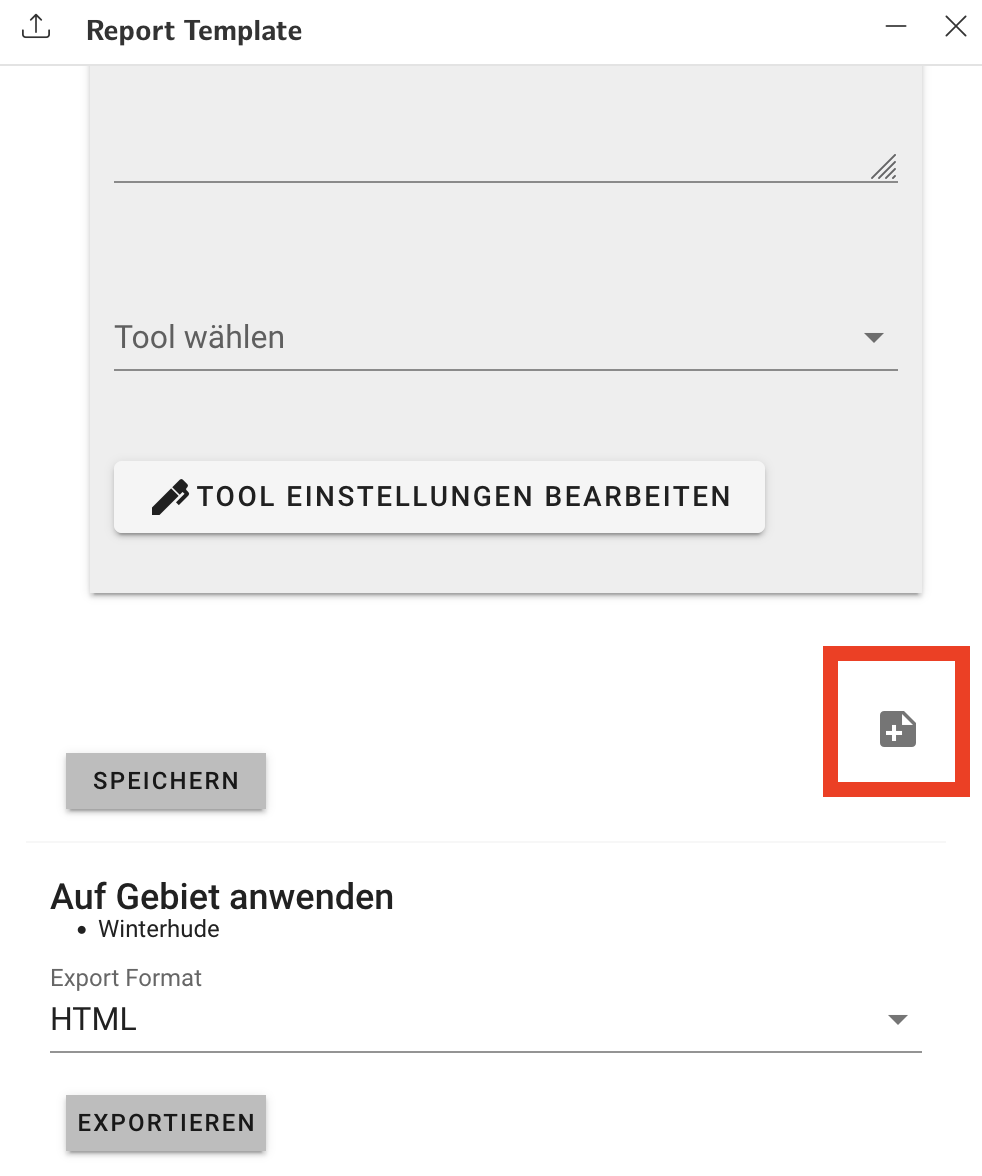 Report Template
Tool wählen
TOOL EINSTELLUNGEN BEARBEITEN
SPEICHERN
Auf Gebiet anwenden
• Winterhude
Export Format
HTML
EXPORTIEREN